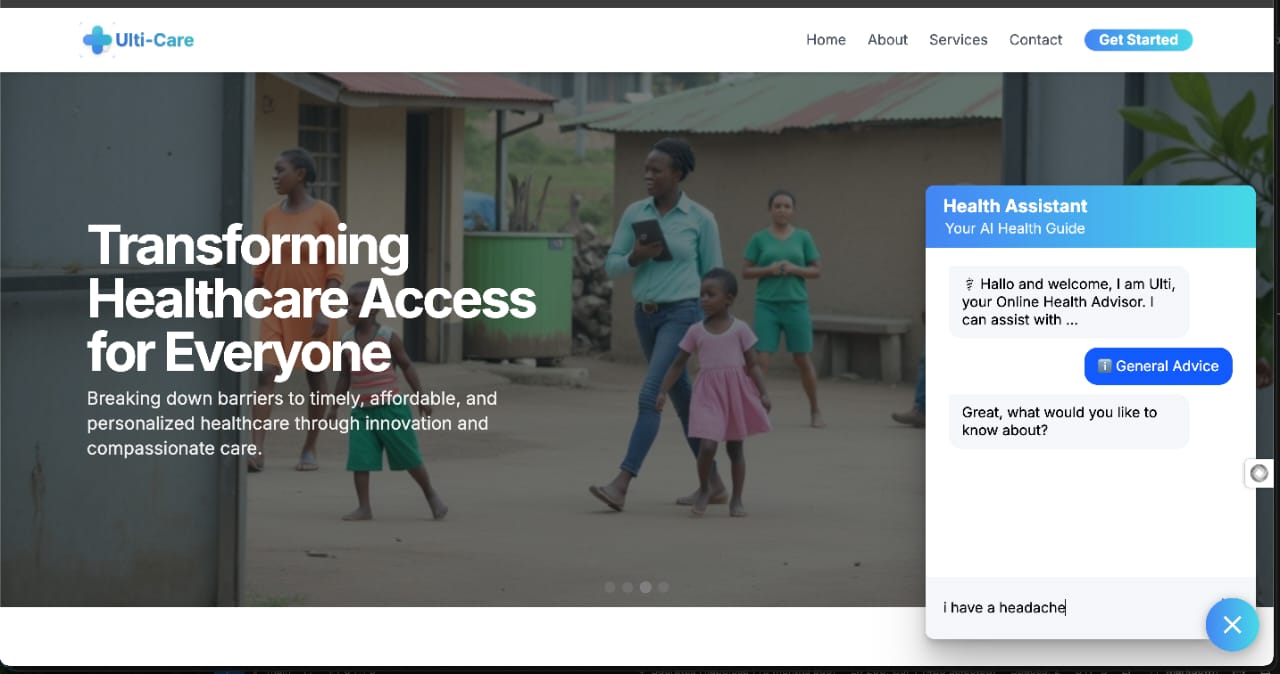 Ulti-Care
Home About Services Contact Get Started
Transforming
Healthcare Access
for Everyone
Breaking down barriers to timely, affordable, and
personalized healthcare through innovation and
compassionate care.
Health Assistant
Your AI Health Guide
⚕ Hallo and welcome, I am Ulti,
your Online Health Advisor. I
can assist with ...
ℹ️ General Advice
Great, what would you like to
know about?
i have a headache